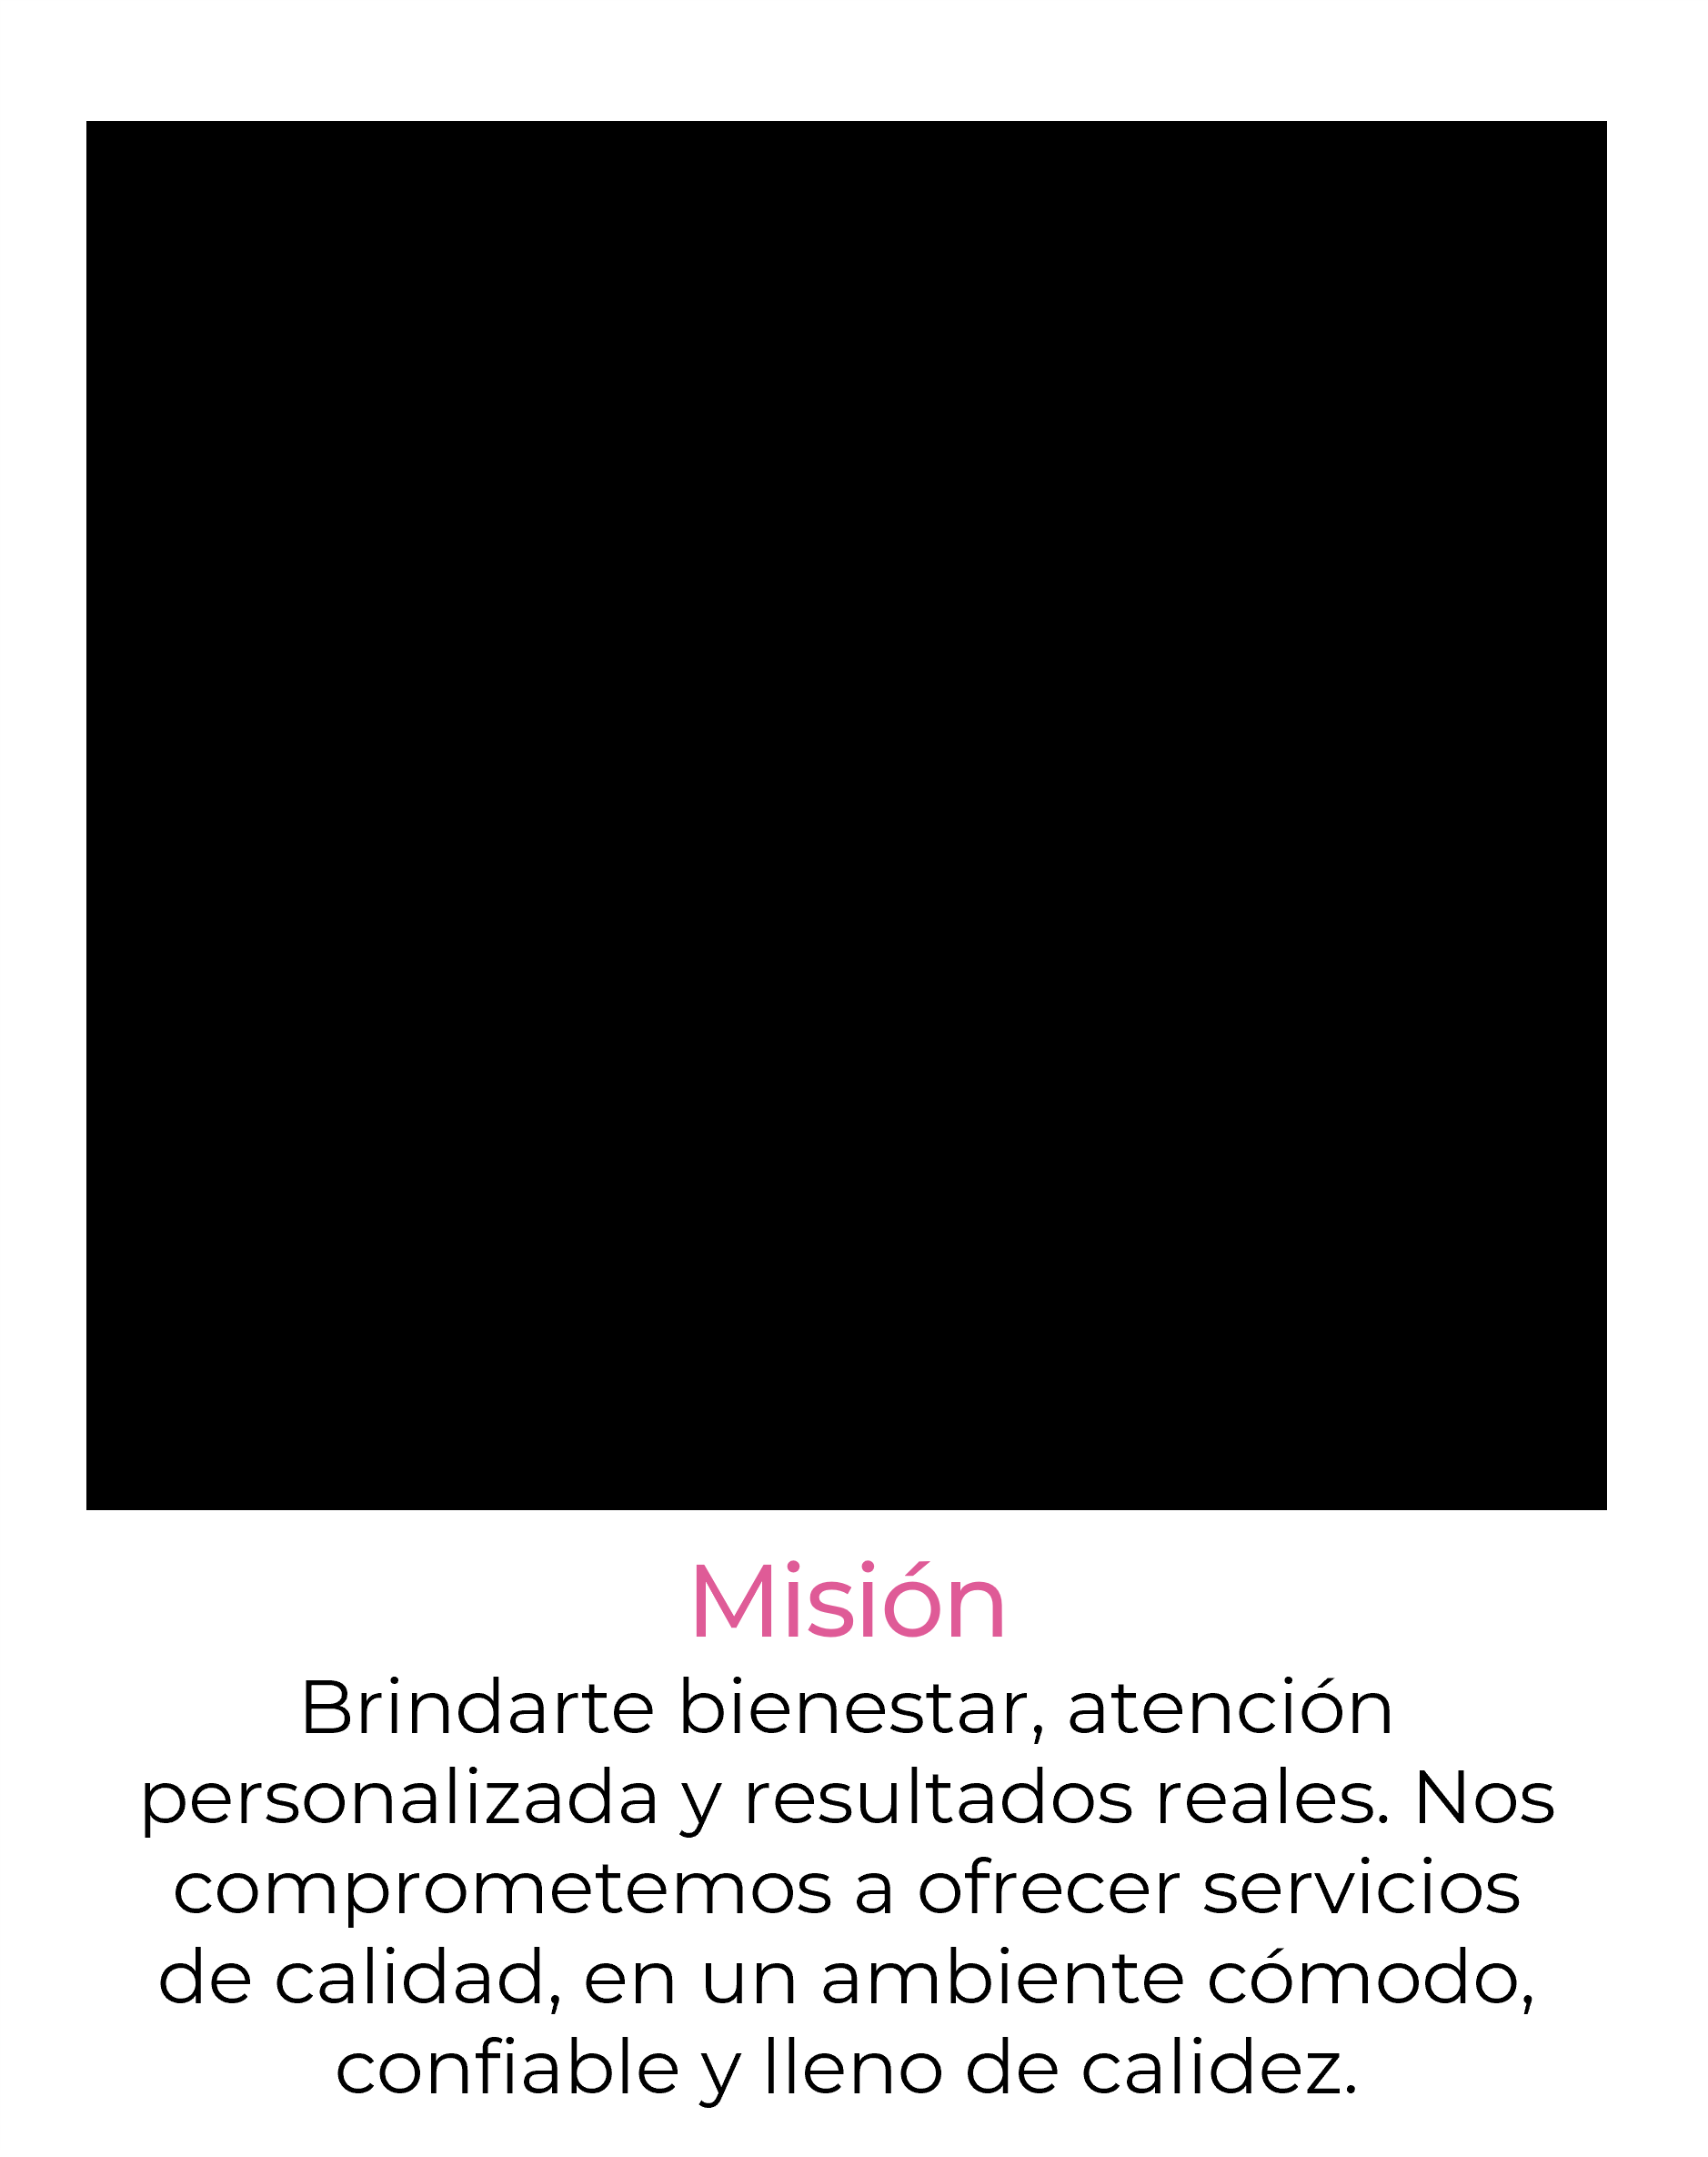 Misión
Brindarte bienestar, atención
personalizada y resultados reales. Nos
comprometemos a ofrecer servicios
de calidad, en un ambiente cómodo,
confiable y lleno de calidez.